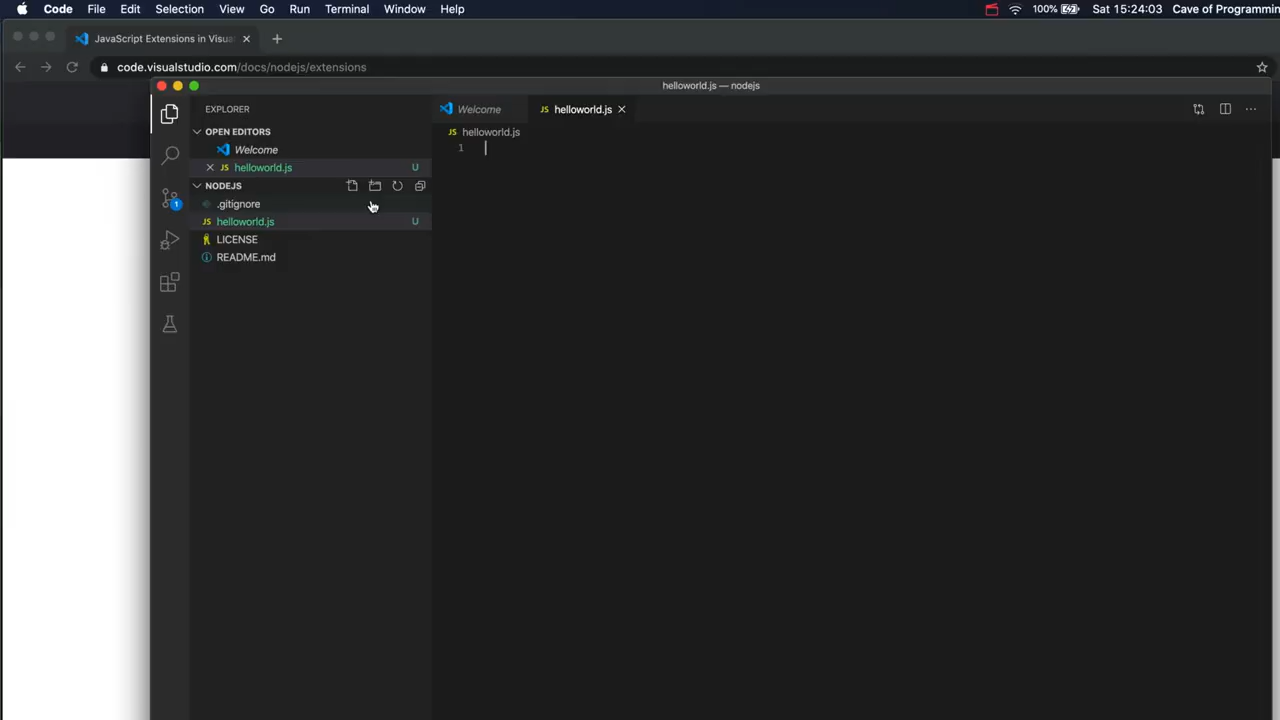 Code File Edit Selection View Go Run Terminal Window Help 100% Sat 15:24:03 Cave of Programmin
JavaScript Extensions in Visua
code.visualstudio.com/docs/nodejs/extensions
helloworld.js — nodejs
EXPLORER
Welcome
helloworld.js
OPEN EDITORS
Welcome
helloworld.js U
NODEJS
.gitignore
helloworld.js U
LICENSE
README.md
1
helloworld.js
1